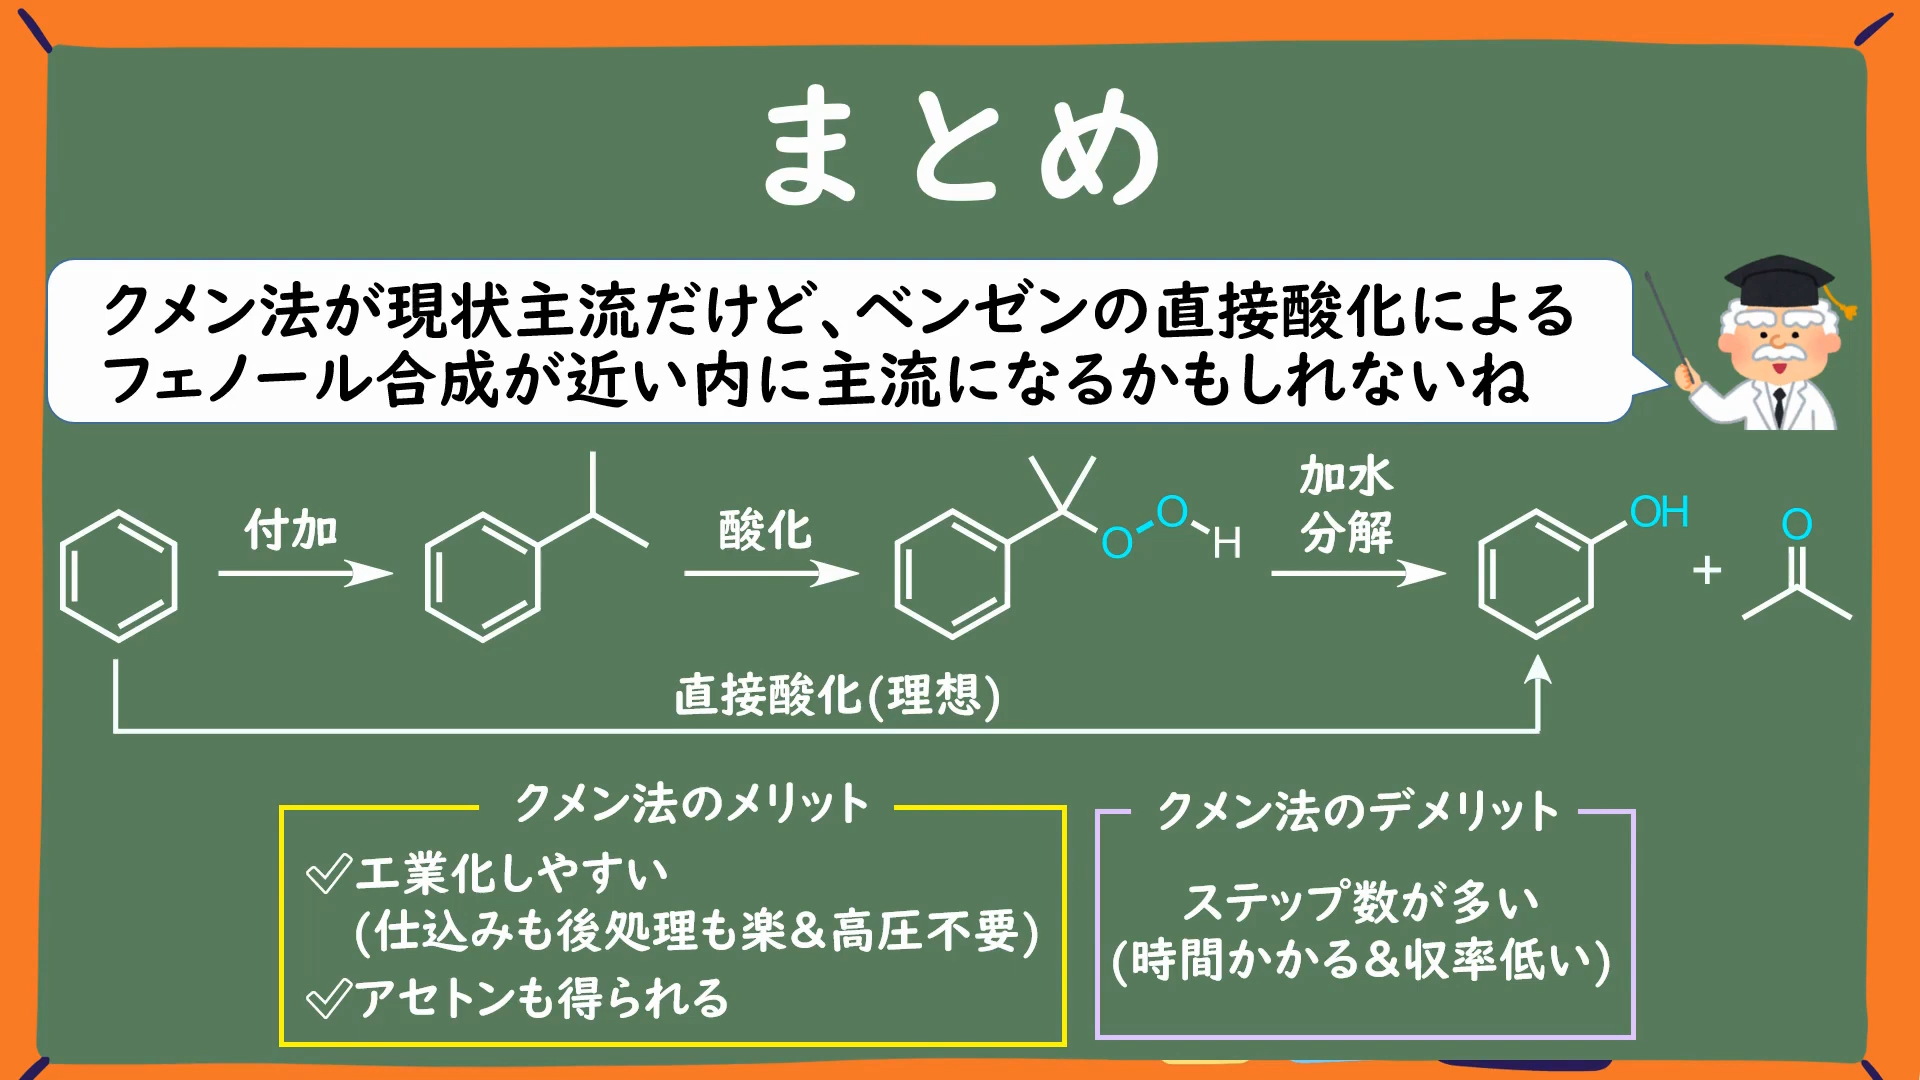 まとめ
クメン法が現状主流だけど、ベンゼンの直接酸化による
フェノール合成が近い内に主流になるかもしれないね
付加
酸化
O
O
H
加水
分解
OH
+
O
直接酸化(理想)
クメン法のメリット
✓工業化しやすい
(仕込みも後処理も楽&高圧不要)
✓アセトンも得られる
クメン法のデメリット
ステップ数が多い
(時間かかる&収率低い)